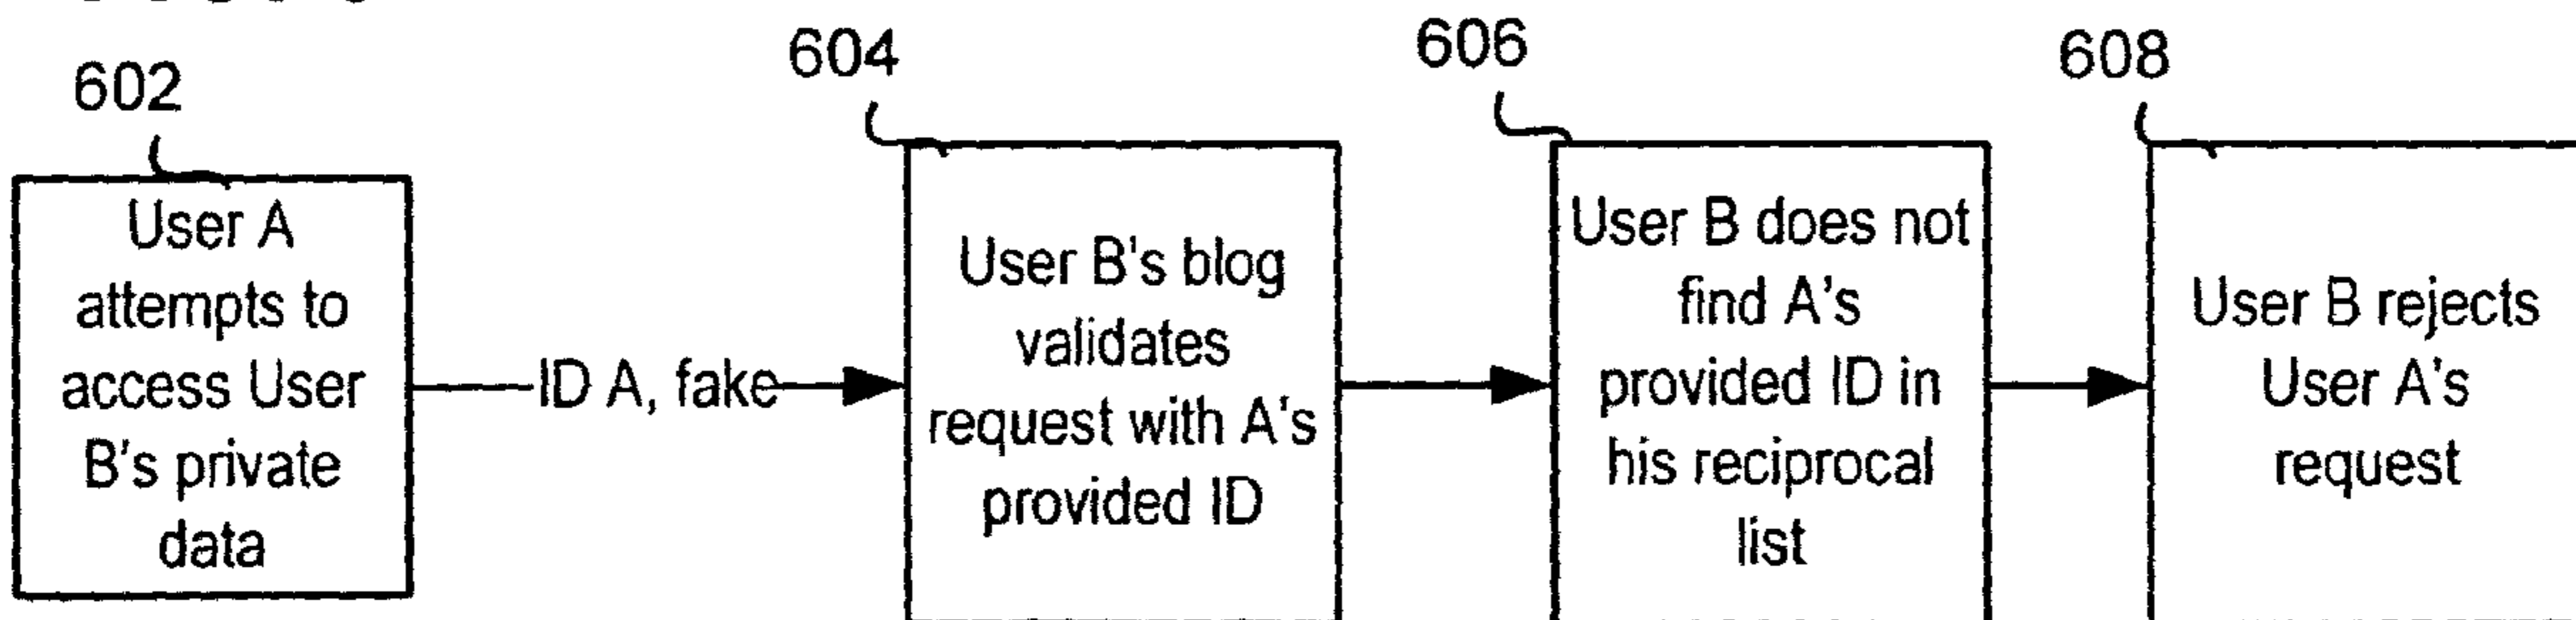 602
604
606
608
User A
attempts to
access User
B's private
data
ID A, fake
User B's blog
validates
request with A's
provided ID
User B does not
find A's
provided ID in
his reciprocal
list
User B rejects
User A's
request